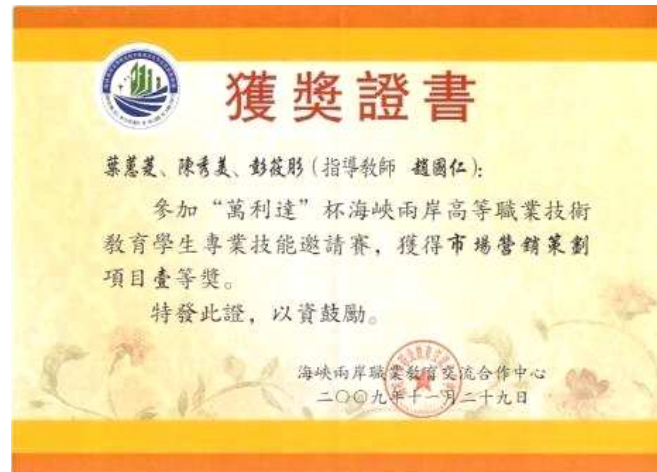 獲獎證書
葉蕙菱、陳秀美、彭筱彤（指導教師 趙國仁）：
參加“萬利達”杯海峽兩岸高等職業技術
教育學生專業技能邀請賽，獲得市場營銷策劃
項目壹等獎。
特發此證，以資鼓勵。
海峽兩岸職業教育交流合作中心
二〇〇九年十一月二十九日